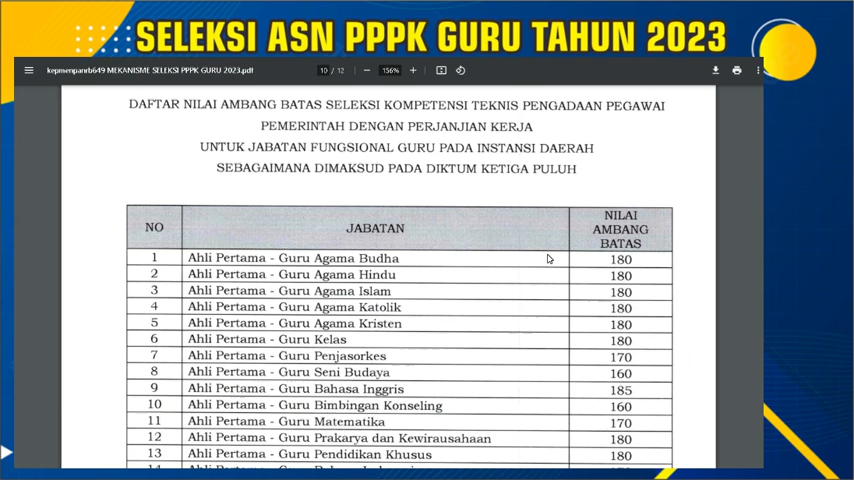 SELEKSI ASN PPPK GURU TAHUN 2023
kepmenpanrb649 MEKANISME SELEKSI PPPK GURU 2023.pdf 10 / 12 156%
DAFTAR NILAI AMBANG BATAS SELEKSI KOMPETENSI TEKNIS PENGADAAN PEGAWAI
PEMERINTAH DENGAN PERJANJIAN KERJA
UNTUK JABATAN FUNGSIONAL GURU PADA INSTANSI DAERAH
SEBAGAIMANA DIMAKSUD PADA DIKTUM KETIGA PULUH
NO JABATAN NILAI AMBANG BATAS
1 Ahli Pertama - Guru Agama Budha 180
2 Ahli Pertama - Guru Agama Hindu 180
3 Ahli Pertama - Guru Agama Islam 180
4 Ahli Pertama - Guru Agama Katolik 180
5 Ahli Pertama - Guru Agama Kristen 180
6 Ahli Pertama - Guru Kelas 180
7 Ahli Pertama - Guru Penjasorkes 170
8 Ahli Pertama - Guru Seni Budaya 160
9 Ahli Pertama - Guru Bahasa Inggris 185
10 Ahli Pertama - Guru Bimbingan Konseling 160
11 Ahli Pertama - Guru Matematika 170
12 Ahli Pertama - Guru Prakarya dan Kewirausahaan 180
13 Ahli Pertama - Guru Pendidikan Khusus 180